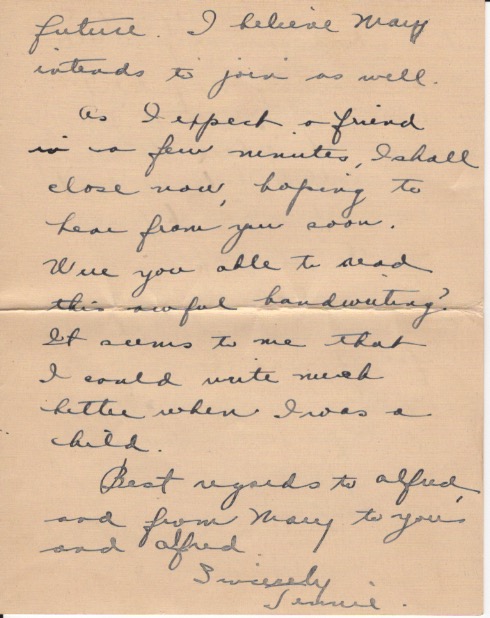 future. I believe Mary
intends to join as well.
As I expect a friend
in a few minutes, I shall
close now, hoping to
hear from you soon.
Were you able to read
this awful handwriting?
It seems to me that
I could write much
better when I was a
child.
Best regards to Alfred,
and from Mary to you
and Alfred
Sincerely
Jennie.